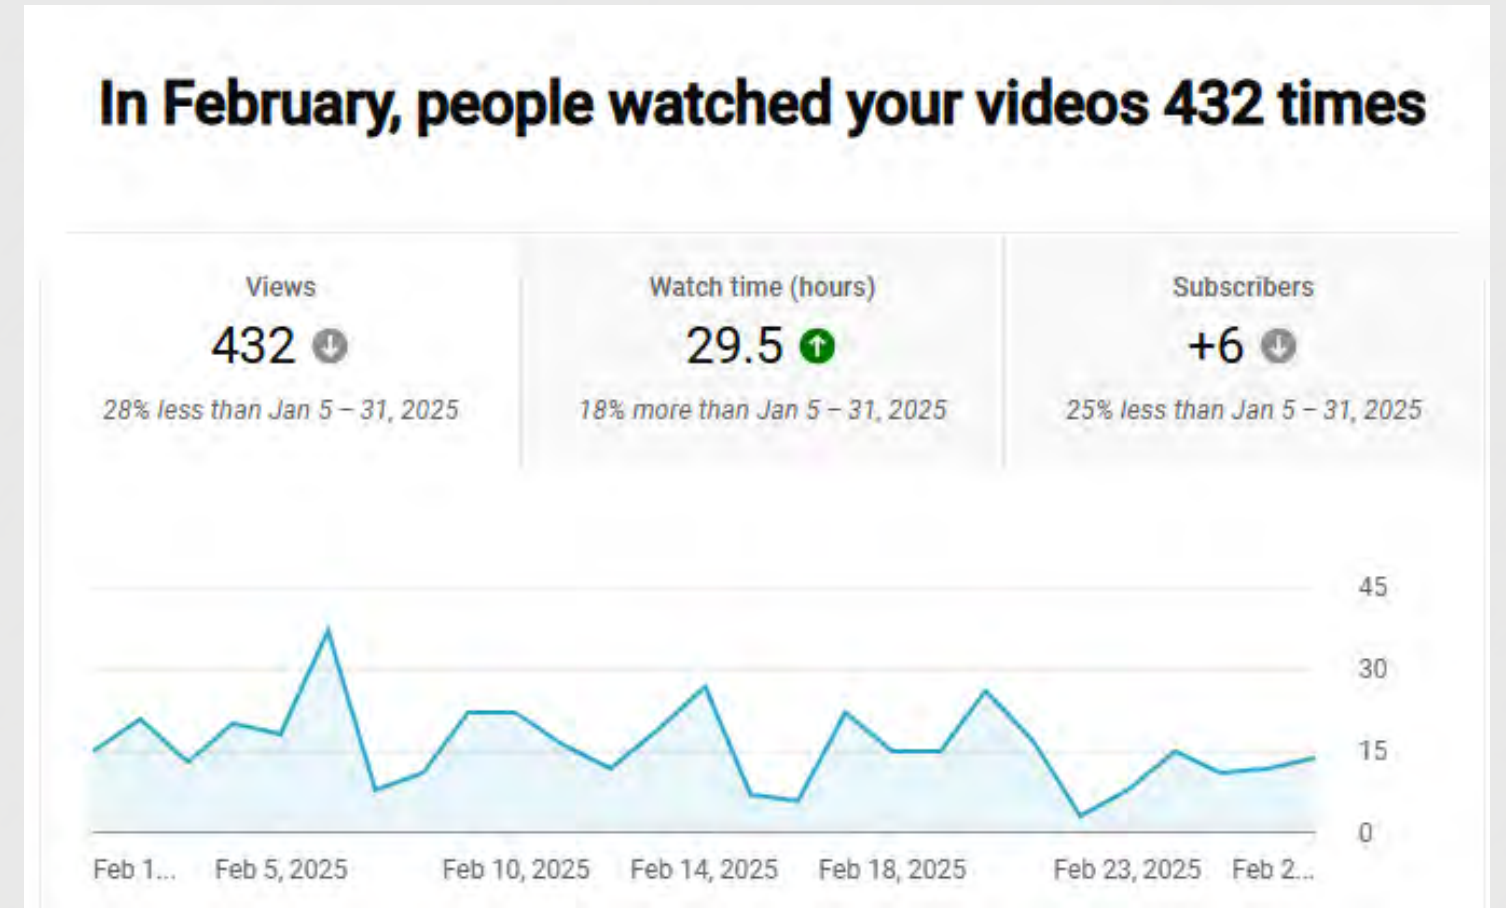 In February, people watched your videos 432 times
Views
432
28% less than Jan 5 – 31, 2025
Watch time (hours)
29.5
18% more than Jan 5 – 31, 2025
Subscribers
+6
25% less than Jan 5 – 31, 2025
45
30
15
0
Feb 1... Feb 5, 2025 Feb 10, 2025 Feb 14, 2025 Feb 18, 2025 Feb 23, 2025 Feb 2...